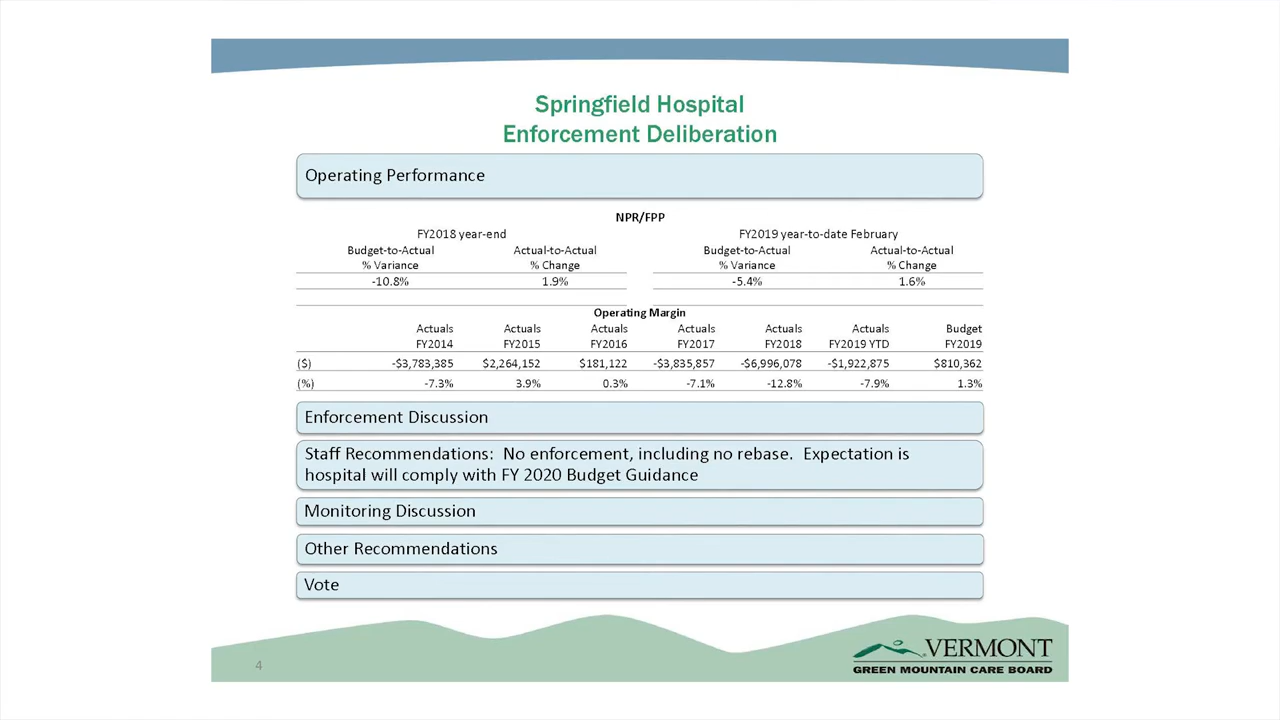 Springfield Hospital
Enforcement Deliberation
Operating Performance
NPR/FPP
FY2018 year-end FY2019 year-to-date February
Budget-to-Actual Actual-to-Actual Budget-to-Actual Actual-to-Actual
% Variance % Change % Variance % Change
-10.8% 1.9% -5.4% 1.6%
Operating Margin
Actuals Actuals Actuals Actuals Actuals Actuals Budget
FY2014 FY2015 FY2016 FY2017 FY2018 FY2019 YTD FY2019
($) -$3,783,385 $2,264,152 $181,122 -$3,835,857 -$6,996,078 -$1,922,875 $810,362
(%) -7.3% 3.9% 0.3% -7.1% -12.8% -7.9% 1.3%
Enforcement Discussion
Staff Recommendations: No enforcement, including no rebase. Expectation is
hospital will comply with FY 2020 Budget Guidance
Monitoring Discussion
Other Recommendations
Vote
4
VERMONT
GREEN MOUNTAIN CARE BOARD